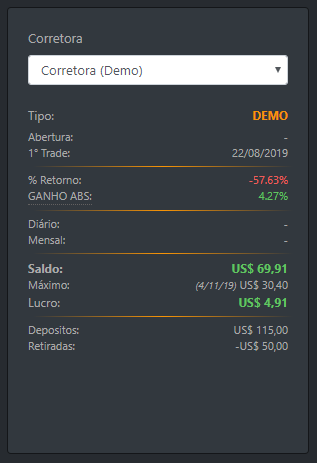 Corretora
Corretora (Demo)
Tipo: DEMO
Abertura: -
1° Trade: 22/08/2019
% Retorno: -57.63%
GANHO ABS: 4.27%
Diário: -
Mensal: -
Saldo: US$ 69,91
Máximo: (4/11/19) US$ 30,40
Lucro: US$ 4,91
Depositos: US$ 115,00
Retiradas: -US$ 50,00